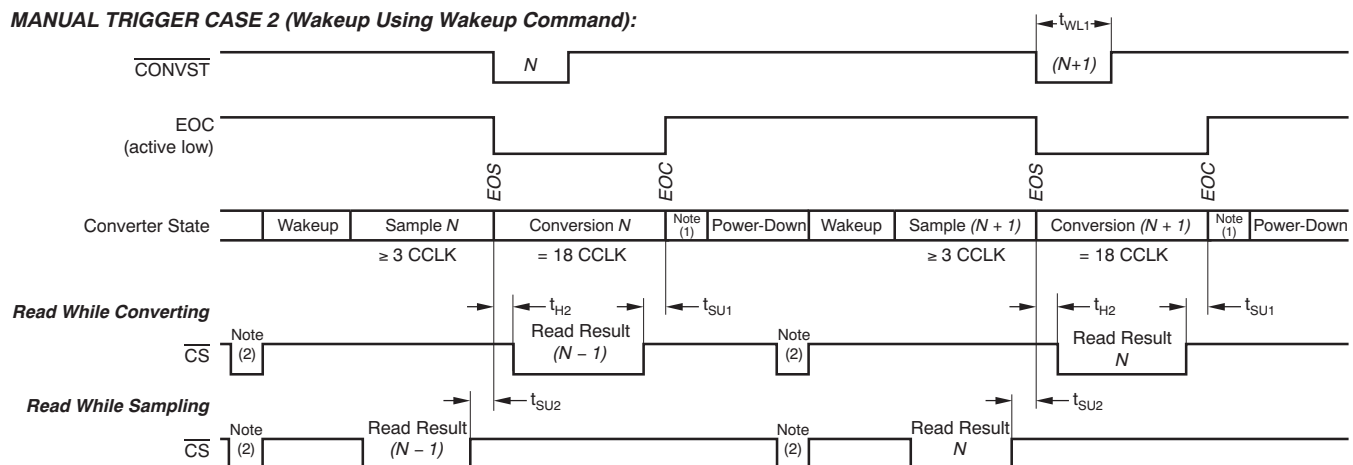 MANUAL TRIGGER CASE 2 (Wakeup Using Wakeup Command):
tWL1
CONVST
N
(N+1)
EOC
(active low)
EOS
EOC
EOS
EOC
Converter State
Wakeup
Sample N
Conversion N
Note
(1)
Power-Down
Wakeup
Sample (N + 1)
Conversion (N + 1)
Note
(1)
Power-Down
≥ 3 CCLK
= 18 CCLK
≥ 3 CCLK
= 18 CCLK
Read While Converting
tH2
tSU1
tH2
tSU1
CS
Note
(2)
Read Result
(N − 1)
Note
(2)
Read Result
N
Read While Sampling
tSU2
tSU2
CS
Note
(2)
Read Result
(N − 1)
Note
(2)
Read Result
N